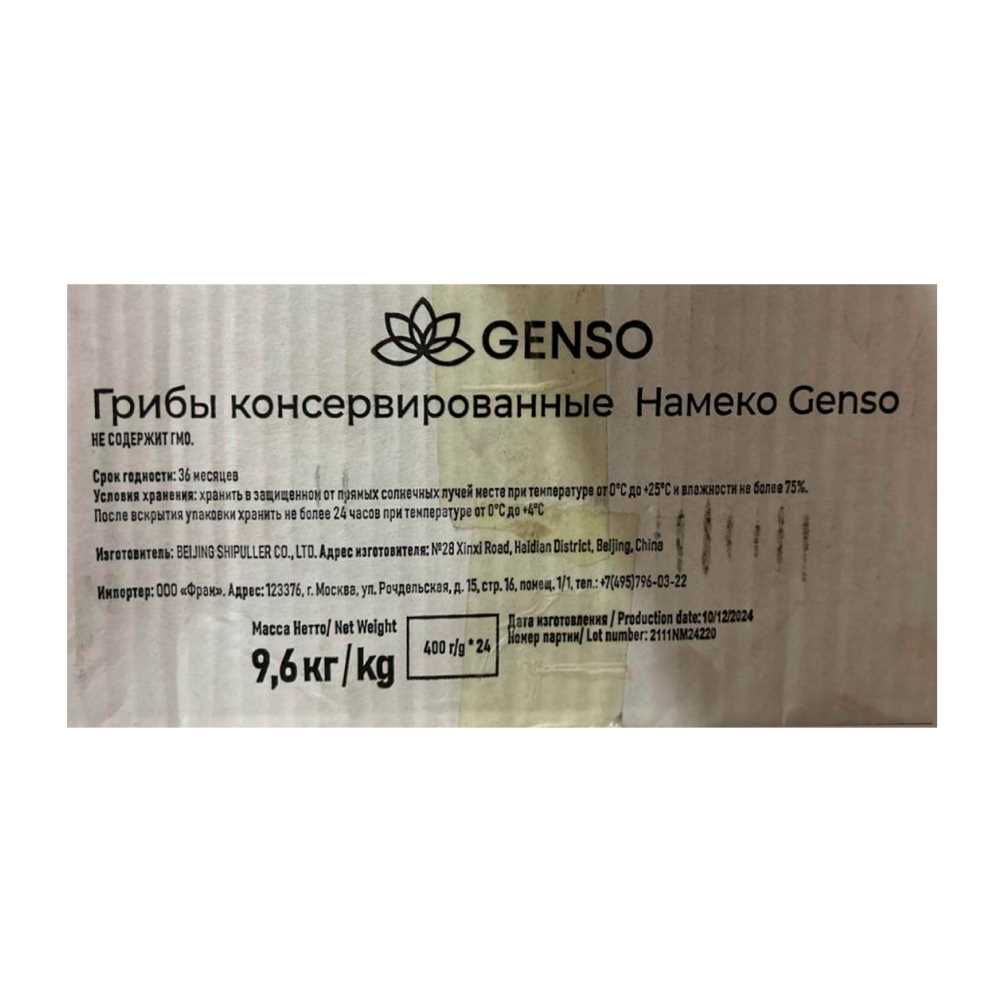 GENSO
Грибы консервированные Намеко Genso
НЕ СОДЕРЖИТ ГМО.
Срок годности: 36 месяцев
Условия хранения: хранить в защищенном от прямых солнечных лучей месте при температуре от 0°С до +25°С и влажности не более 75%.
После вскрытия упаковки хранить не более 24 часов при температуре от 0°С до +4°С
Изготовитель: BEIJING SHIPULLER CO., LTD. Адрес изготовителя: №28 Xinxi Road, Haidian District, Beijing, China
Импортер: ООО «Фран». Адрес: 123376, г. Москва, ул. Рочдельская, д. 15, стр. 16, помещ. 1/1, тел.: +7(495)796-03-22
Масса Нетто/ Net Weight
9,6 кг/kg
400 г/g * 24
Дата изготовления / Production date: 10/12/2024
Номер партии/ Lot number: 2111NM24220